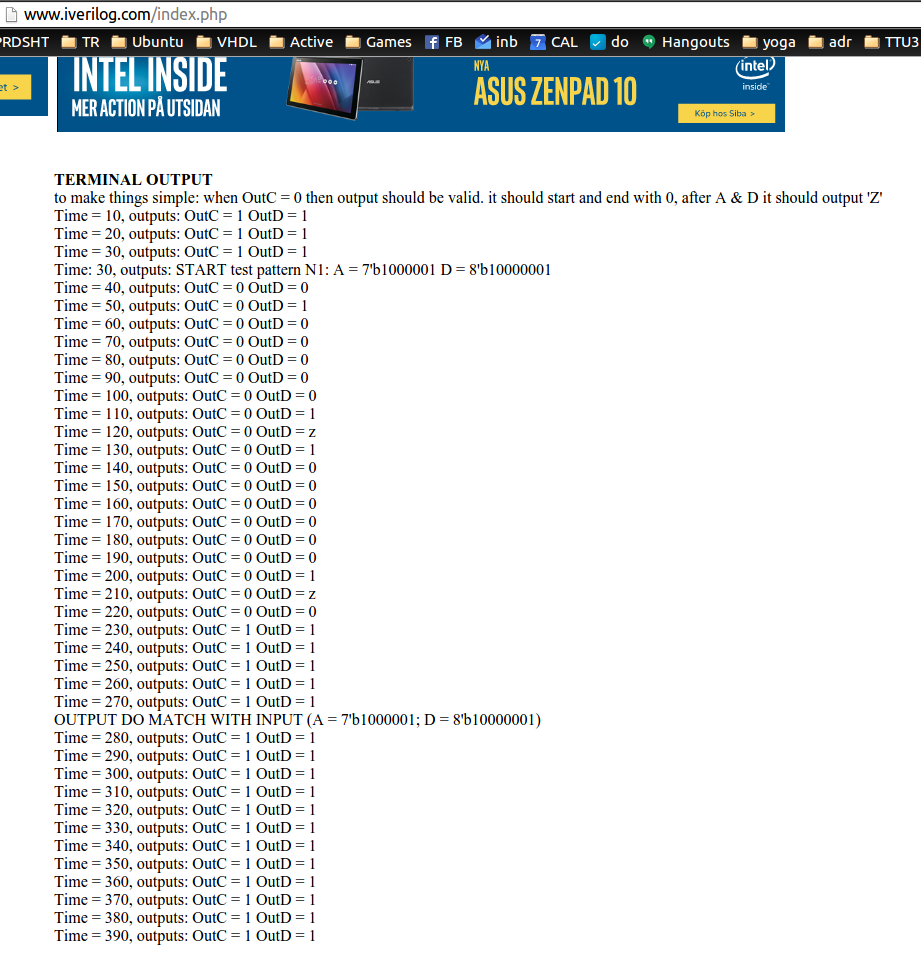 www.iverilog.com/index.php
PRDSHT TR Ubuntu VHDL Active Games FB inb 7 CAL do Hangouts yoga adr TTU3
et >
INTEL INSIDE
MER ACTION PÅ UTSIDAN
ASUS
NYA
ASUS ZENPAD 10
intel
inside
Köp hos Siba >
TERMINAL OUTPUT
to make things simple: when OutC = 0 then output should be valid. it should start and end with 0, after A & D it should output 'Z'
Time = 10, outputs: OutC = 1 OutD = 1
Time = 20, outputs: OutC = 1 OutD = 1
Time = 30, outputs: OutC = 1 OutD = 1
Time: 30, outputs: START test pattern N1: A = 7'b1000001 D = 8'b10000001
Time = 40, outputs: OutC = 0 OutD = 0
Time = 50, outputs: OutC = 0 OutD = 1
Time = 60, outputs: OutC = 0 OutD = 0
Time = 70, outputs: OutC = 0 OutD = 0
Time = 80, outputs: OutC = 0 OutD = 0
Time = 90, outputs: OutC = 0 OutD = 0
Time = 100, outputs: OutC = 0 OutD = 0
Time = 110, outputs: OutC = 0 OutD = 1
Time = 120, outputs: OutC = 0 OutD = z
Time = 130, outputs: OutC = 0 OutD = 1
Time = 140, outputs: OutC = 0 OutD = 0
Time = 150, outputs: OutC = 0 OutD = 0
Time = 160, outputs: OutC = 0 OutD = 0
Time = 170, outputs: OutC = 0 OutD = 0
Time = 180, outputs: OutC = 0 OutD = 0
Time = 190, outputs: OutC = 0 OutD = 0
Time = 200, outputs: OutC = 0 OutD = 1
Time = 210, outputs: OutC = 0 OutD = z
Time = 220, outputs: OutC = 0 OutD = 0
Time = 230, outputs: OutC = 1 OutD = 1
Time = 240, outputs: OutC = 1 OutD = 1
Time = 250, outputs: OutC = 1 OutD = 1
Time = 260, outputs: OutC = 1 OutD = 1
Time = 270, outputs: OutC = 1 OutD = 1
OUTPUT DO MATCH WITH INPUT (A = 7'b1000001; D = 8'b10000001)
Time = 280, outputs: OutC = 1 OutD = 1
Time = 290, outputs: OutC = 1 OutD = 1
Time = 300, outputs: OutC = 1 OutD = 1
Time = 310, outputs: OutC = 1 OutD = 1
Time = 320, outputs: OutC = 1 OutD = 1
Time = 330, outputs: OutC = 1 OutD = 1
Time = 340, outputs: OutC = 1 OutD = 1
Time = 350, outputs: OutC = 1 OutD = 1
Time = 360, outputs: OutC = 1 OutD = 1
Time = 370, outputs: OutC = 1 OutD = 1
Time = 380, outputs: OutC = 1 OutD = 1
Time = 390, outputs: OutC = 1 OutD = 1